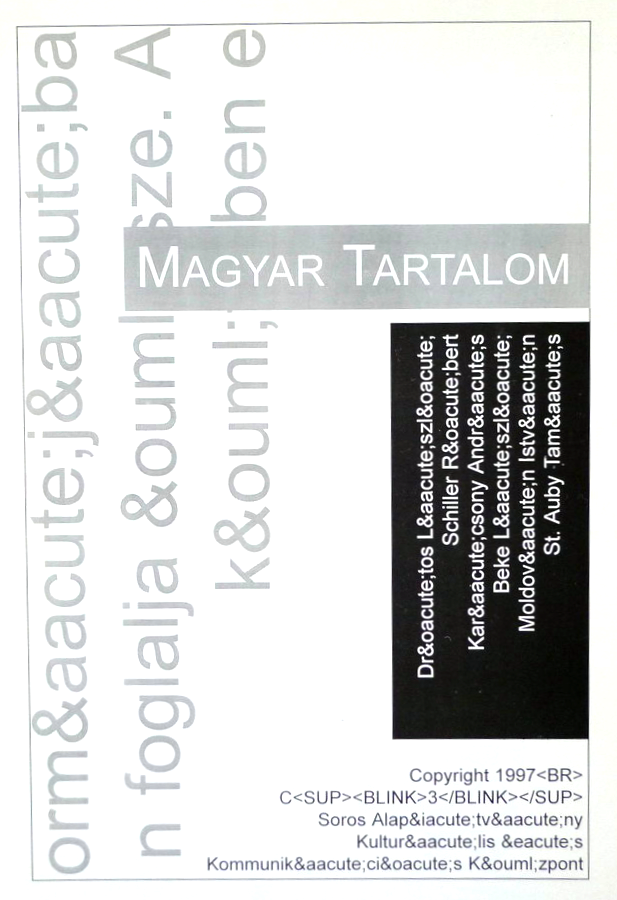 orm&aacute;j&aacute;ba
n foglalja &ouml sze. A
k&ouml; ben e
MAGYAR TARTALOM
Dr&oacute;tos L&aacute;szl&oacute;
Schiller R&oacute;bert
Kar&aacute;csony Andr&aacute;s
Beke L&aacute;szl&oacute;
Moldov&aacute;n Istv&aacute;n
St. Auby Tam&aacute;s
Copyright 1997<BR>
C<SUP><BLINK>3</BLINK></SUP>
Soros Alap&iacute;tv&aacute;ny
Kultur&aacute;lis &eacute;s
Kommunik&aacute;ci&oacute;s K&ouml;zpont